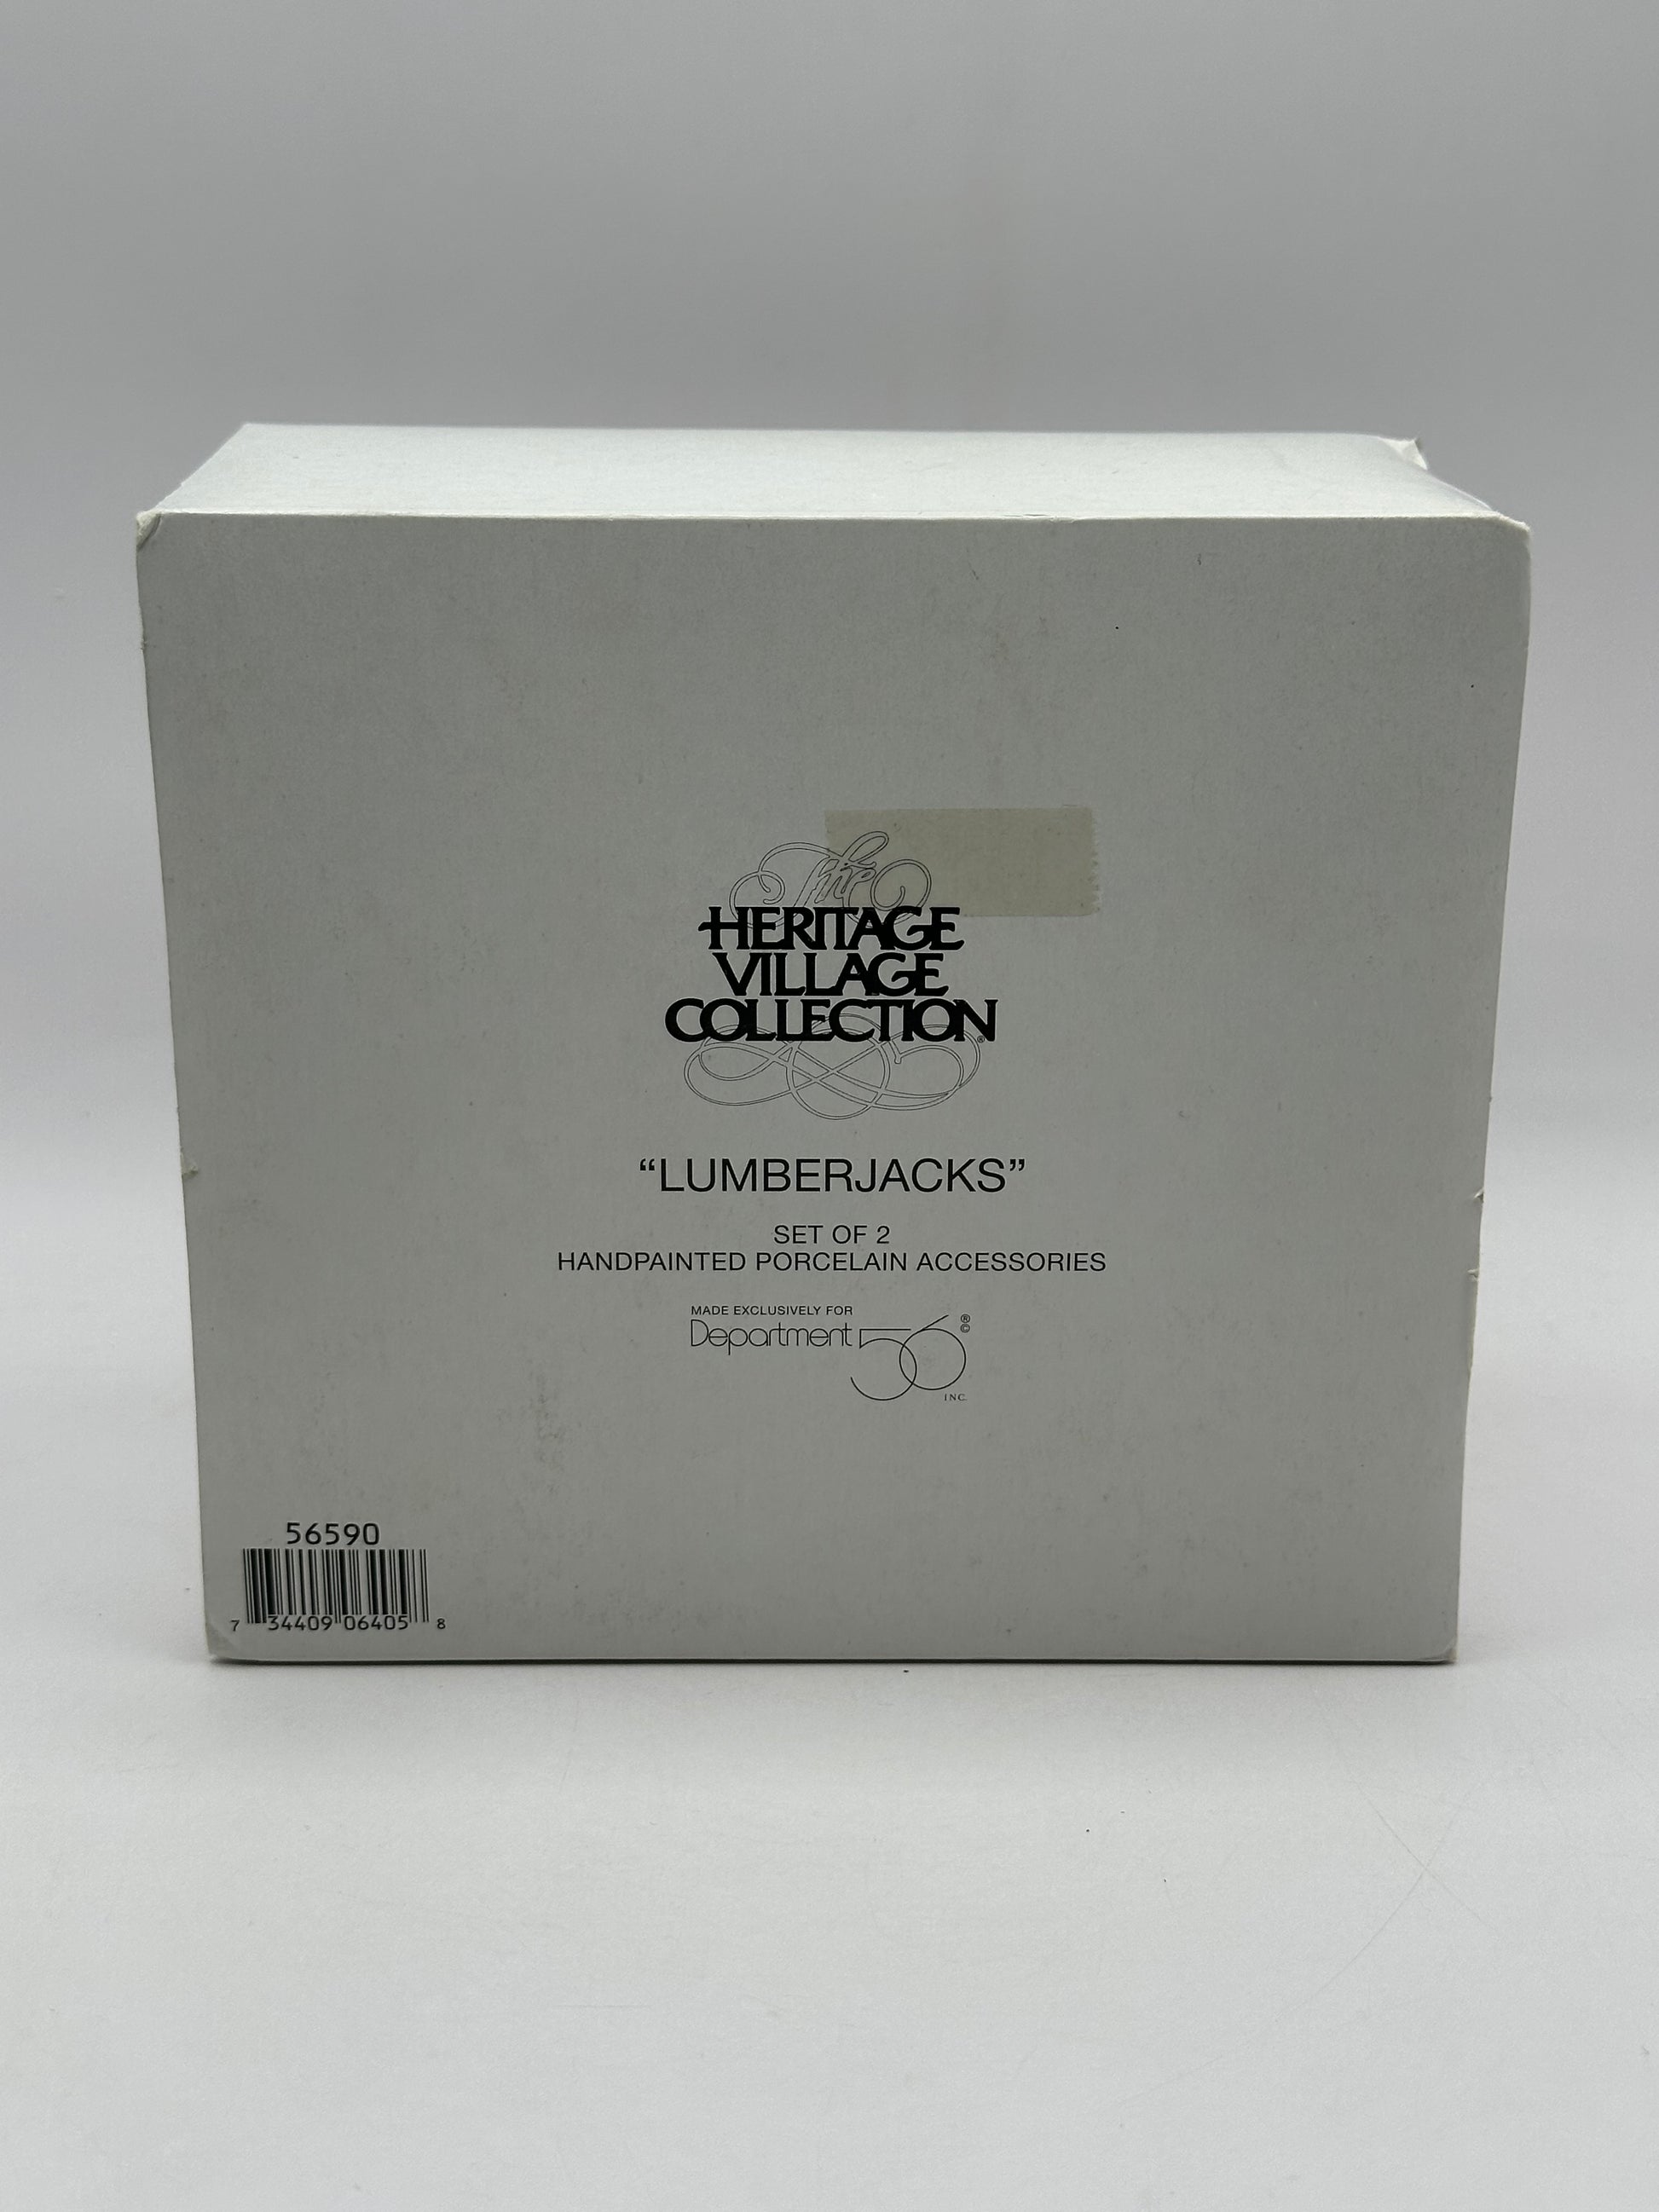 The
HERITAGE
VILLAGE
COLLECTION®
“LUMBERJACKS”
SET OF 2
HANDPAINTED PORCELAIN ACCESSORIES
MADE EXCLUSIVELY FOR
Department 56 ® ©
INC.
56590
7 34409 06405 8